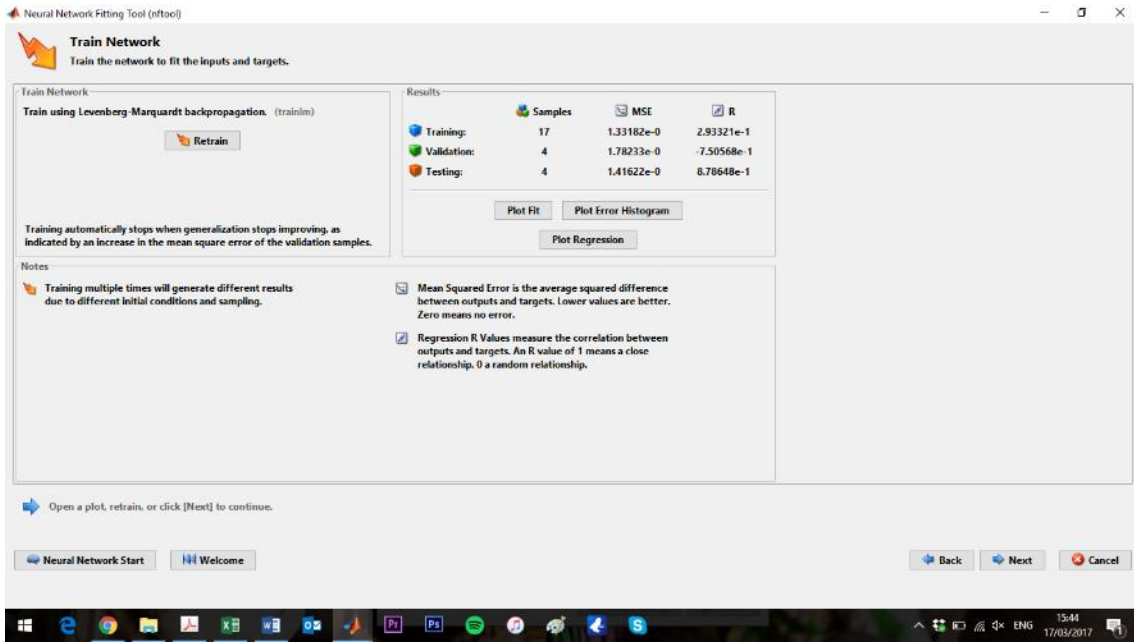 Neural Network Fitting Tool (nftool)
Train Network
Train the network to fit the inputs and targets.
Train Network
Train using Levenberg-Marquardt backpropagation. (trainlm)
Retrain
Training automatically stops when generalization stops improving, as
indicated by an increase in the mean square error of the validation samples.
Results
Samples MSE R
Training: 17 1.33182e-0 2.93321e-1
Validation: 4 1.78233e-0 -7.50568e-1
Testing: 4 1.41622e-0 8.78648e-1
Plot Fit Plot Error Histogram
Plot Regression
Notes
Training multiple times will generate different results
due to different initial conditions and sampling.
Mean Squared Error is the average squared difference
between outputs and targets. Lower values are better.
Zero means no error.
Regression R Values measure the correlation between
outputs and targets. An R value of 1 means a close
relationship, 0 a random relationship.
Open a plot, retrain, or click [Next] to continue.
Neural Network Start Welcome Back Next Cancel
Pr Ps ENG 15:44
17/03/2017